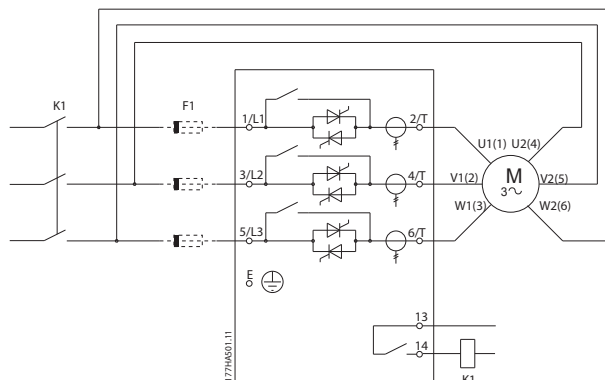 K1
F1
1/L1
2/T
U1(1) U2(4)
3/L2
4/T
V1(2)
M
3~
V2(5)
W1(3)
W2(6)
5/L3
6/T
E
13
14
177HA501.11
K1